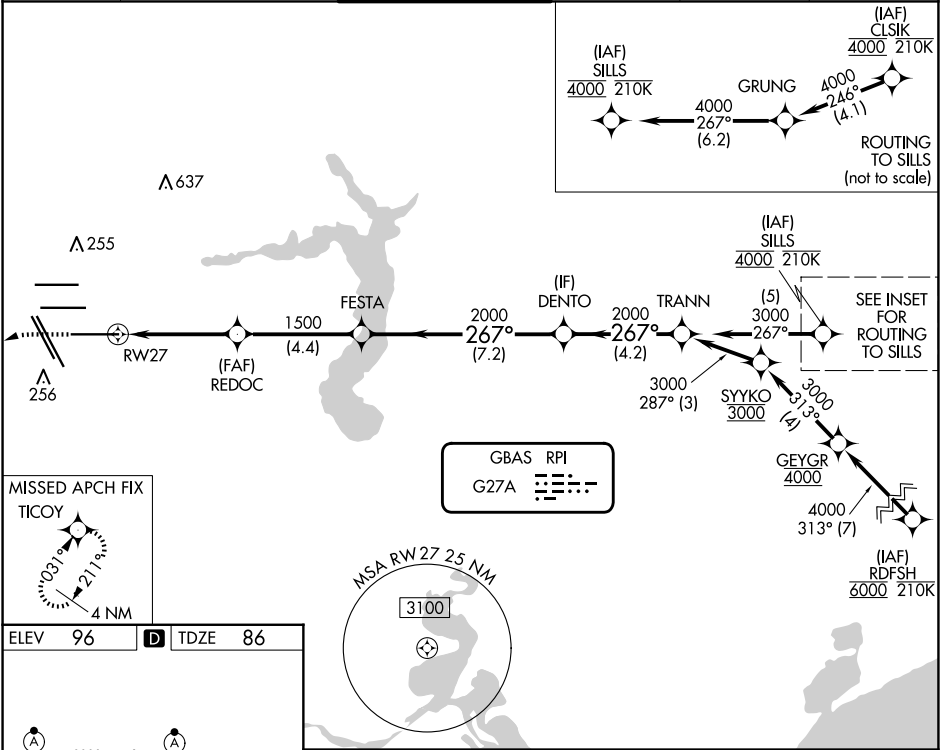 (IAF)
CLSIK
4000 210K
(IAF)
SILLS
4000 210K
GRUNG
4000
246°
(4.1)
4000
267°
(6.2)
ROUTING
TO SILLS
(not to scale)
637
255
256
RW27
(FAF)
REDOC
1500
(4.4)
FESTA
2000
267°
(7.2)
(IF)
DENTO
2000
267°
(4.2)
TRANN
(IAF)
SILLS
4000 210K
(5)
3000
267°
SEE INSET
FOR
ROUTING
TO SILLS
3000
287° (3)
SYYKO
3000
3000
313°
(4)
GEYGR
4000
4000
313° (7)
(IAF)
RDFSH
6000 210K
GBAS RPI
G27A
MISSED APCH FIX
TICOY
031°
211°
4 NM
MSA RW27 25 NM
3100
ELEV 96 D TDZE 86
A
A